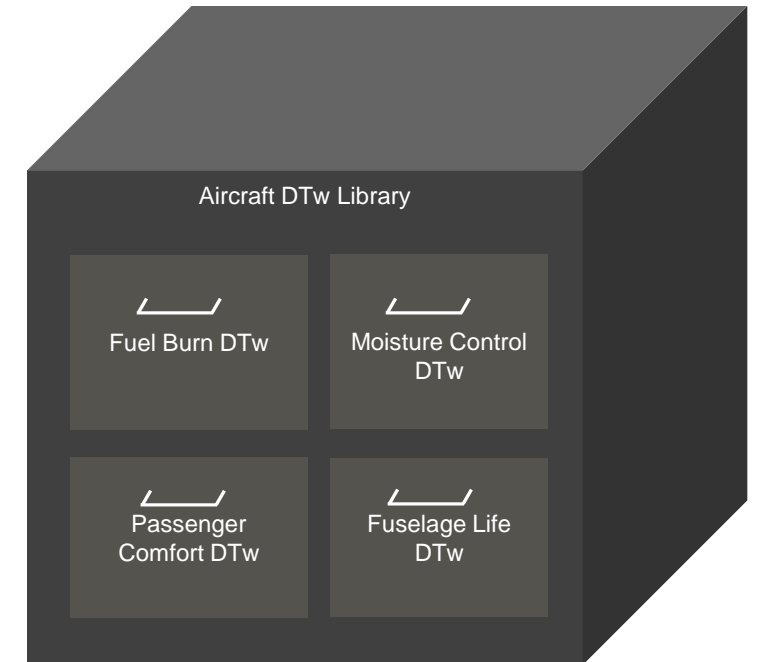 Aircraft DTw Library
Fuel Burn DTw
Moisture Control
DTw
Passenger
Comfort DTw
Fuselage Life
DTw